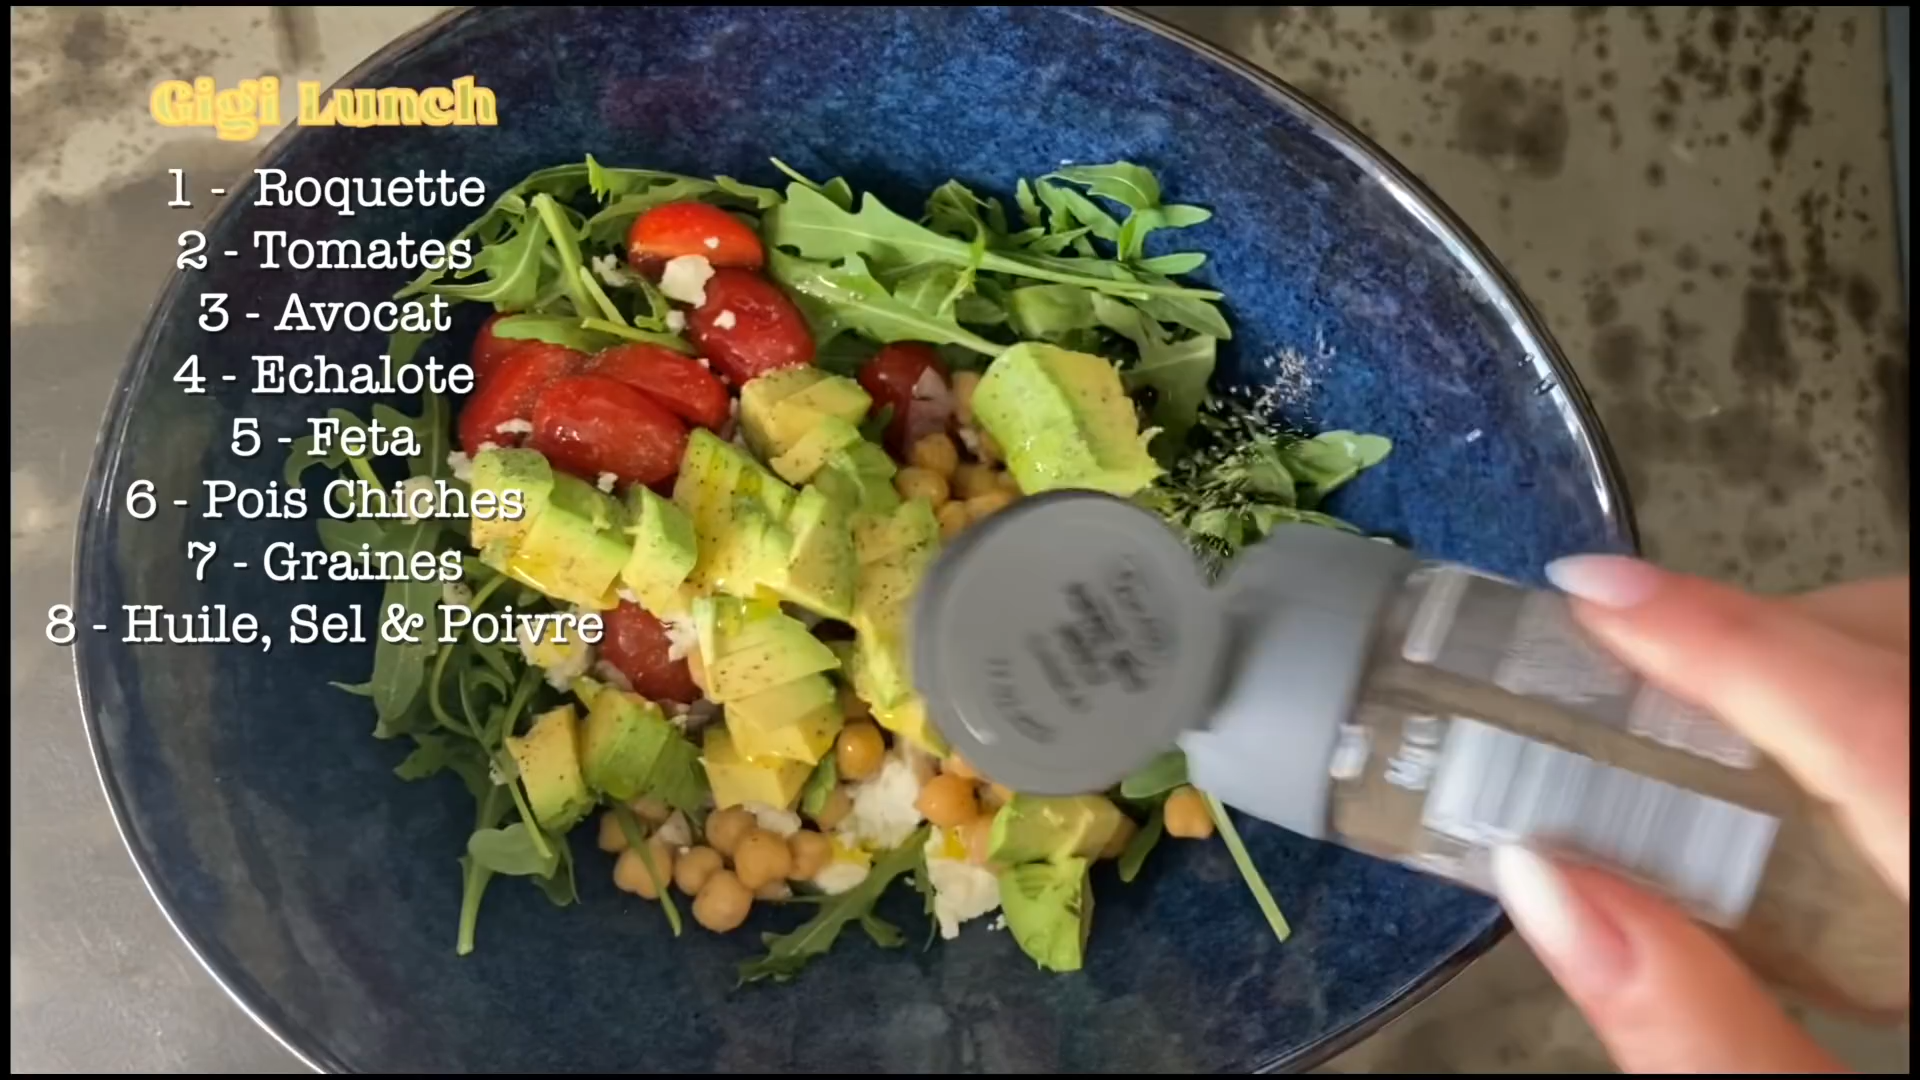 Gigi Lunch
1 - Roquette
2 - Tomates
3 - Avocat
4 - Echalote
5 - Feta
6 - Pois Chiches
7 - Graines
8 - Huile, Sel & Poivre